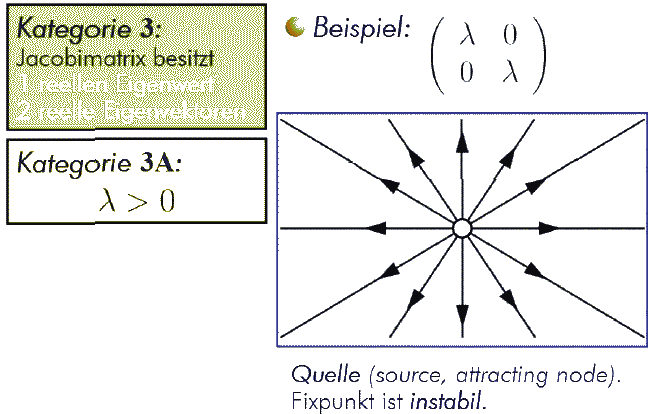 Kategorie 3:
Jacobimatrix besitzt
1 reellen Eigenwert
2 reelle Eigenvektoren
Kategorie 3A:
λ > 0
Beispiel:
( λ 0
0 λ )
Quelle (source, attracting node).
Fixpunkt ist instabil.